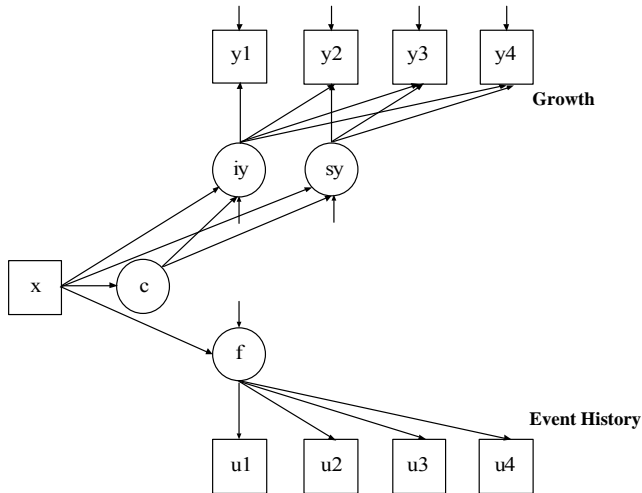 y1 y2 y3 y4
Growth
iy sy
x c
f
Event History
u1 u2 u3 u4